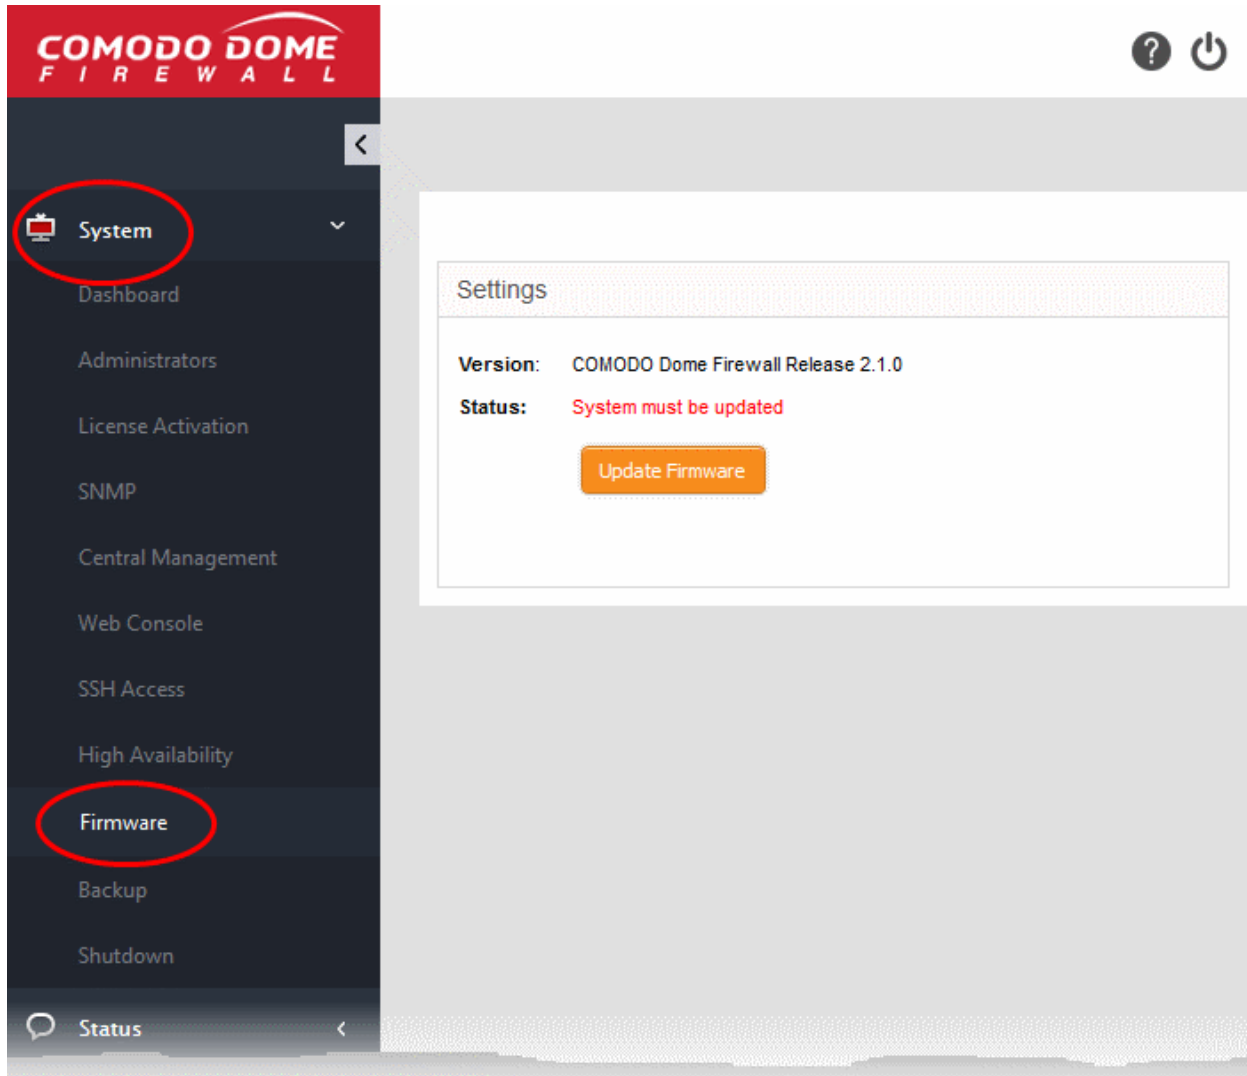 COMODO DOME
FIREWALL
?
System
Dashboard
Administrators
License Activation
SNMP
Central Management
Web Console
SSH Access
High Availability
Firmware
Backup
Shutdown
Status
Settings
Version: COMODO Dome Firewall Release 2.1.0
Status: System must be updated
Update Firmware